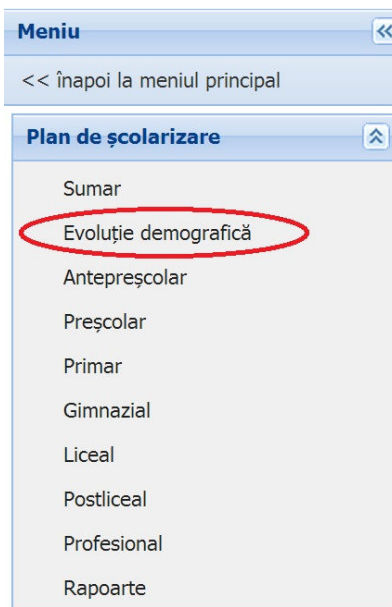 Meniu
<< înapoi la meniul principal
Plan de școlarizare
Sumar
Evoluție demografică
Antepreșcolar
Preșcolar
Primar
Gimnazial
Liceal
Postliceal
Profesional
Rapoarte